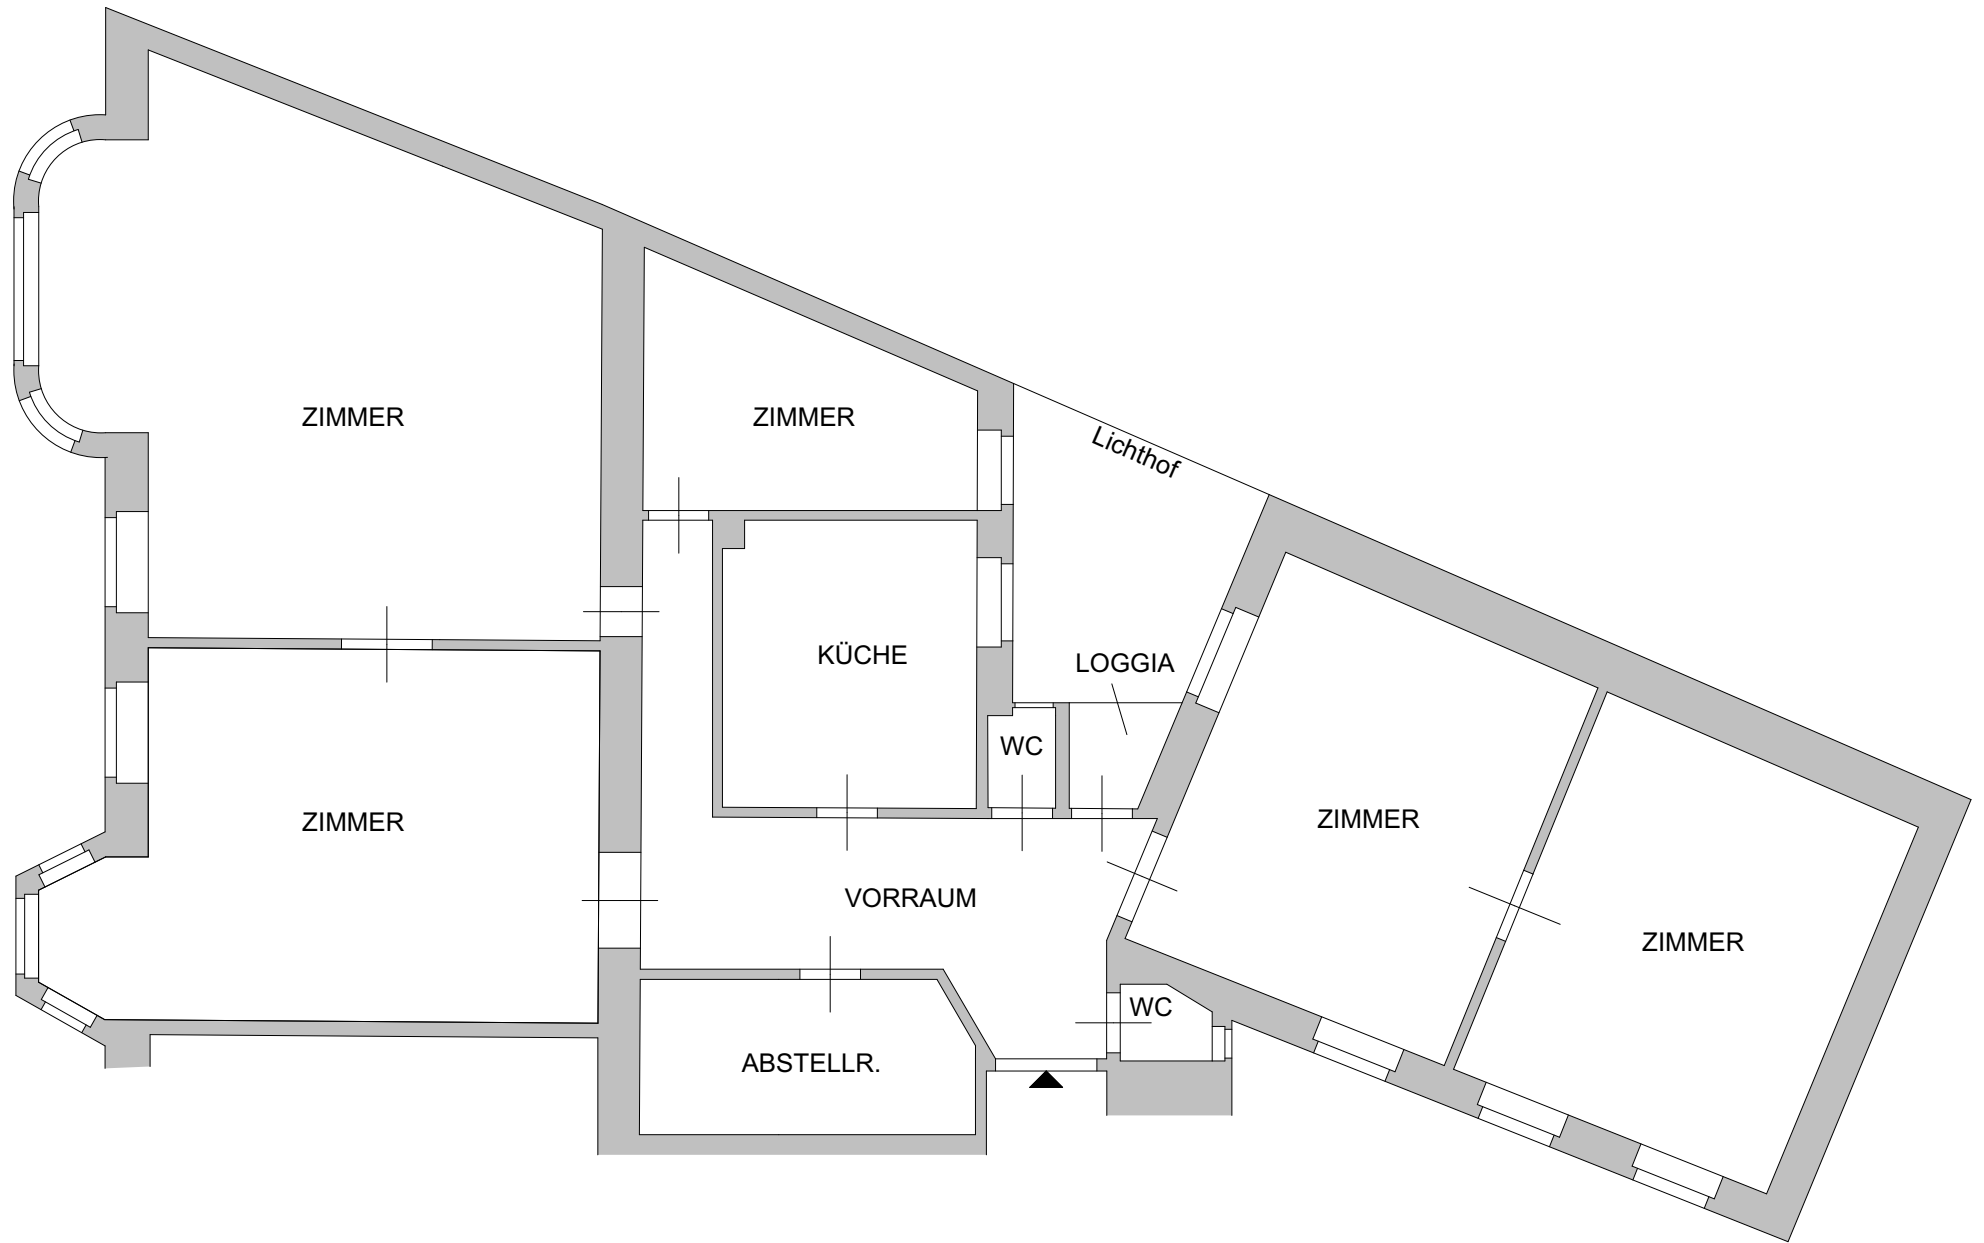 ZIMMER
ZIMMER
Lichthof
KÜCHE
LOGGIA
WC
ZIMMER
ZIMMER
VORRAUM
ZIMMER
WC
ABSTELLR.